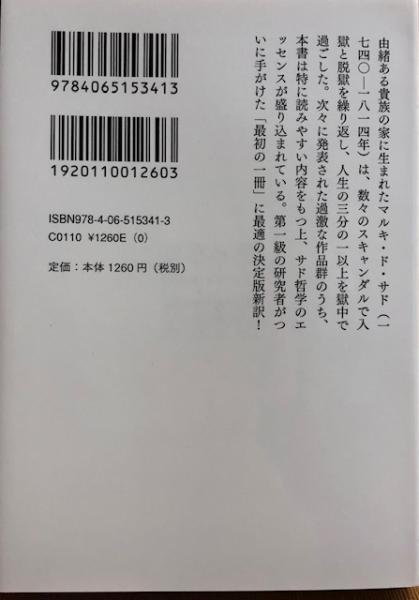 由緒ある貴族の家に生まれたマルキ・ド・サド（一
七四〇―一八一四年）は、数々のスキャンダルで入
獄と脱獄を繰り返し、人生の三分の一以上を獄中で
過ごした。次々に発表された過激な作品群のうち、
本書は特に読みやすい内容をもつ上、サド哲学のエ
ッセンスが盛り込まれている。第一級の研究者がつ
いに手がけた「最初の一冊」に最適の決定版新訳！
9784065153413
1920110012603
ISBN978-4-06-515341-3
C0110 ¥1260E (0)
定価：本体1260円（税別）